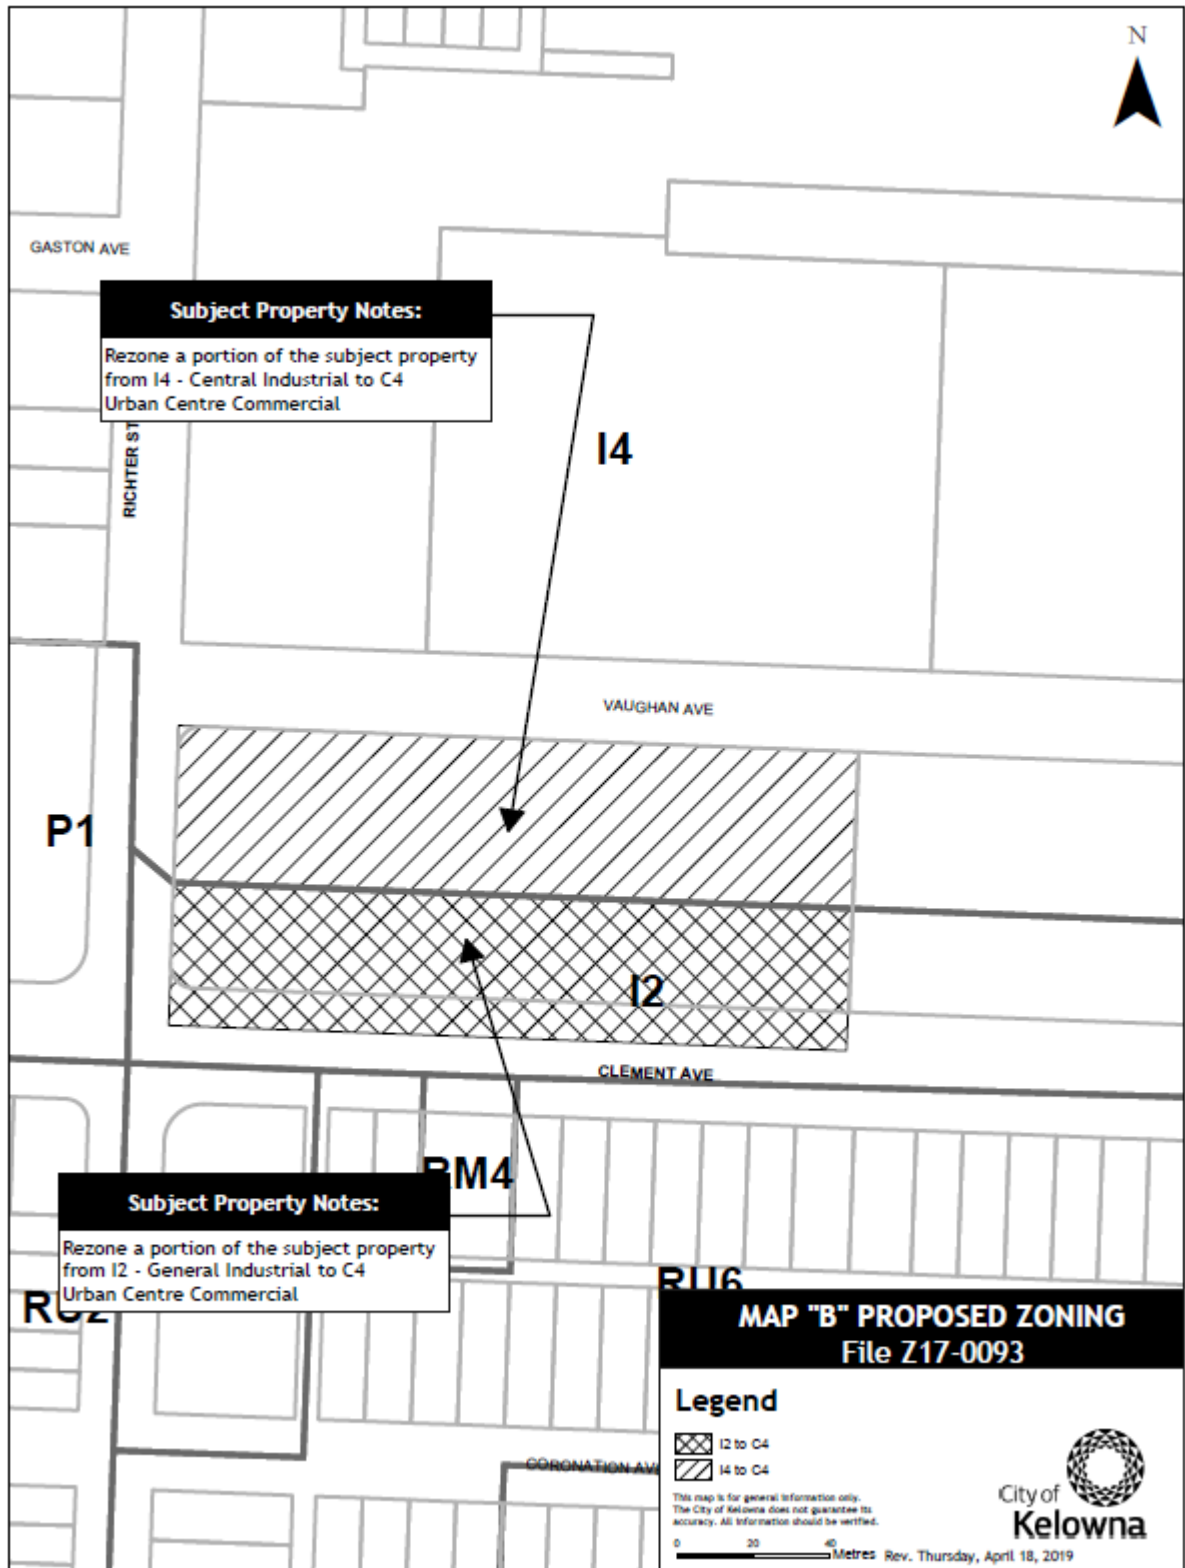 N
GASTON AVE
Subject Property Notes:
Rezone a portion of the subject property
from I4 - Central Industrial to C4
Urban Centre Commercial
RICHTER ST
I4
VAUGHAN AVE
P1
I2
CLEMENT AVE
RM4
Subject Property Notes:
Rezone a portion of the subject property
from I2 - General Industrial to C4
Urban Centre Commercial
RU2
RU6
MAP "B" PROPOSED ZONING
File Z17-0093
Legend
I2 to C4
I4 to C4
CORONATION AVE
This map is for general information only.
The City of Kelowna does not guarantee its
accuracy. All information should be verified.
City of
Kelowna
0 20 40
Metres
Rev. Thursday, April 18, 2019